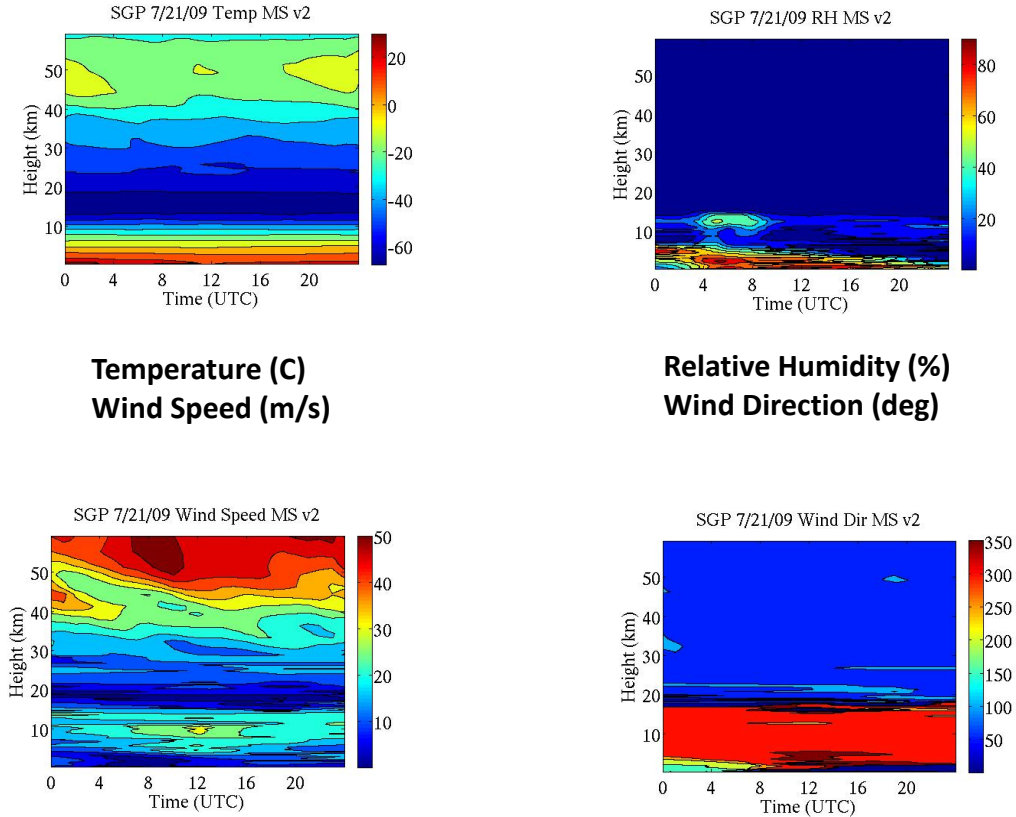 SGP 7/21/09 Temp MS v2
Height (km)
50
40
30
20
10
0 4 8 12 16 20
Time (UTC)
20
0
-20
-40
-60
SGP 7/21/09 RH MS v2
Height (km)
50
40
30
20
10
0 4 8 12 16 20
Time (UTC)
80
60
40
20
Temperature (C)
Wind Speed (m/s)
Relative Humidity (%)
Wind Direction (deg)
SGP 7/21/09 Wind Speed MS v2
Height (km)
50
40
30
20
10
0 4 8 12 16 20
Time (UTC)
50
40
30
20
10
SGP 7/21/09 Wind Dir MS v2
Height (km)
50
40
30
20
10
0 4 8 12 16 20
Time (UTC)
350
300
250
200
150
100
50